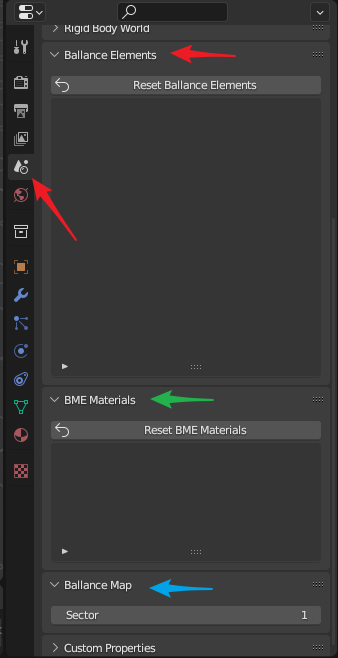 Rigid Body World
Ballance Elements
Reset Ballance Elements
BME Materials
Reset BME Materials
Ballance Map
Sector 1
Custom Properties